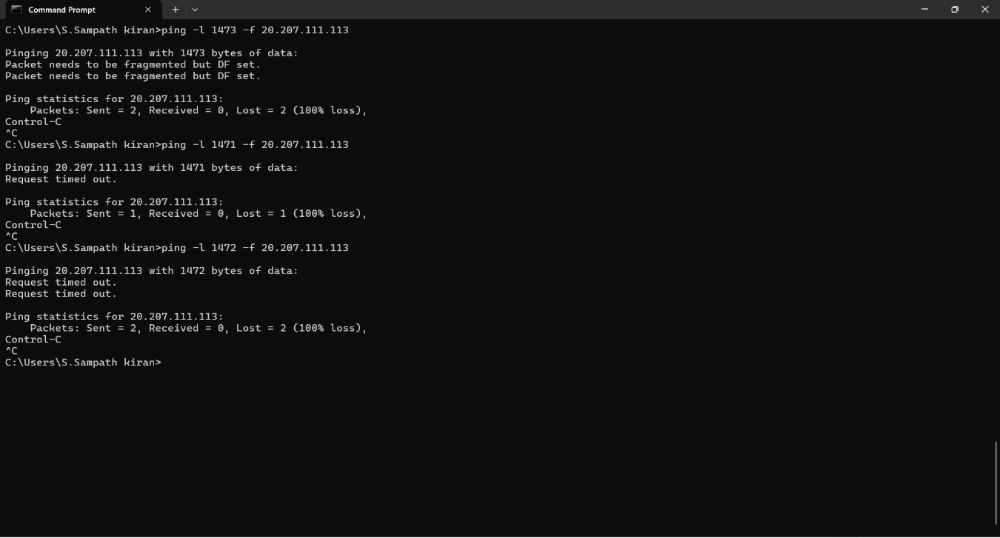 Command Prompt
C:\Users\S.Sampath kiran>ping -l 1473 -f 20.207.111.113
Pinging 20.207.111.113 with 1473 bytes of data:
Packet needs to be fragmented but DF set.
Packet needs to be fragmented but DF set.
Ping statistics for 20.207.111.113:
    Packets: Sent = 2, Received = 0, Lost = 2 (100% loss),
Control-C
^C
C:\Users\S.Sampath kiran>ping -l 1471 -f 20.207.111.113
Pinging 20.207.111.113 with 1471 bytes of data:
Request timed out.
Ping statistics for 20.207.111.113:
    Packets: Sent = 1, Received = 0, Lost = 1 (100% loss),
Control-C
^C
C:\Users\S.Sampath kiran>ping -l 1472 -f 20.207.111.113
Pinging 20.207.111.113 with 1472 bytes of data:
Request timed out.
Request timed out.
Ping statistics for 20.207.111.113:
    Packets: Sent = 2, Received = 0, Lost = 2 (100% loss),
Control-C
^C
C:\Users\S.Sampath kiran>